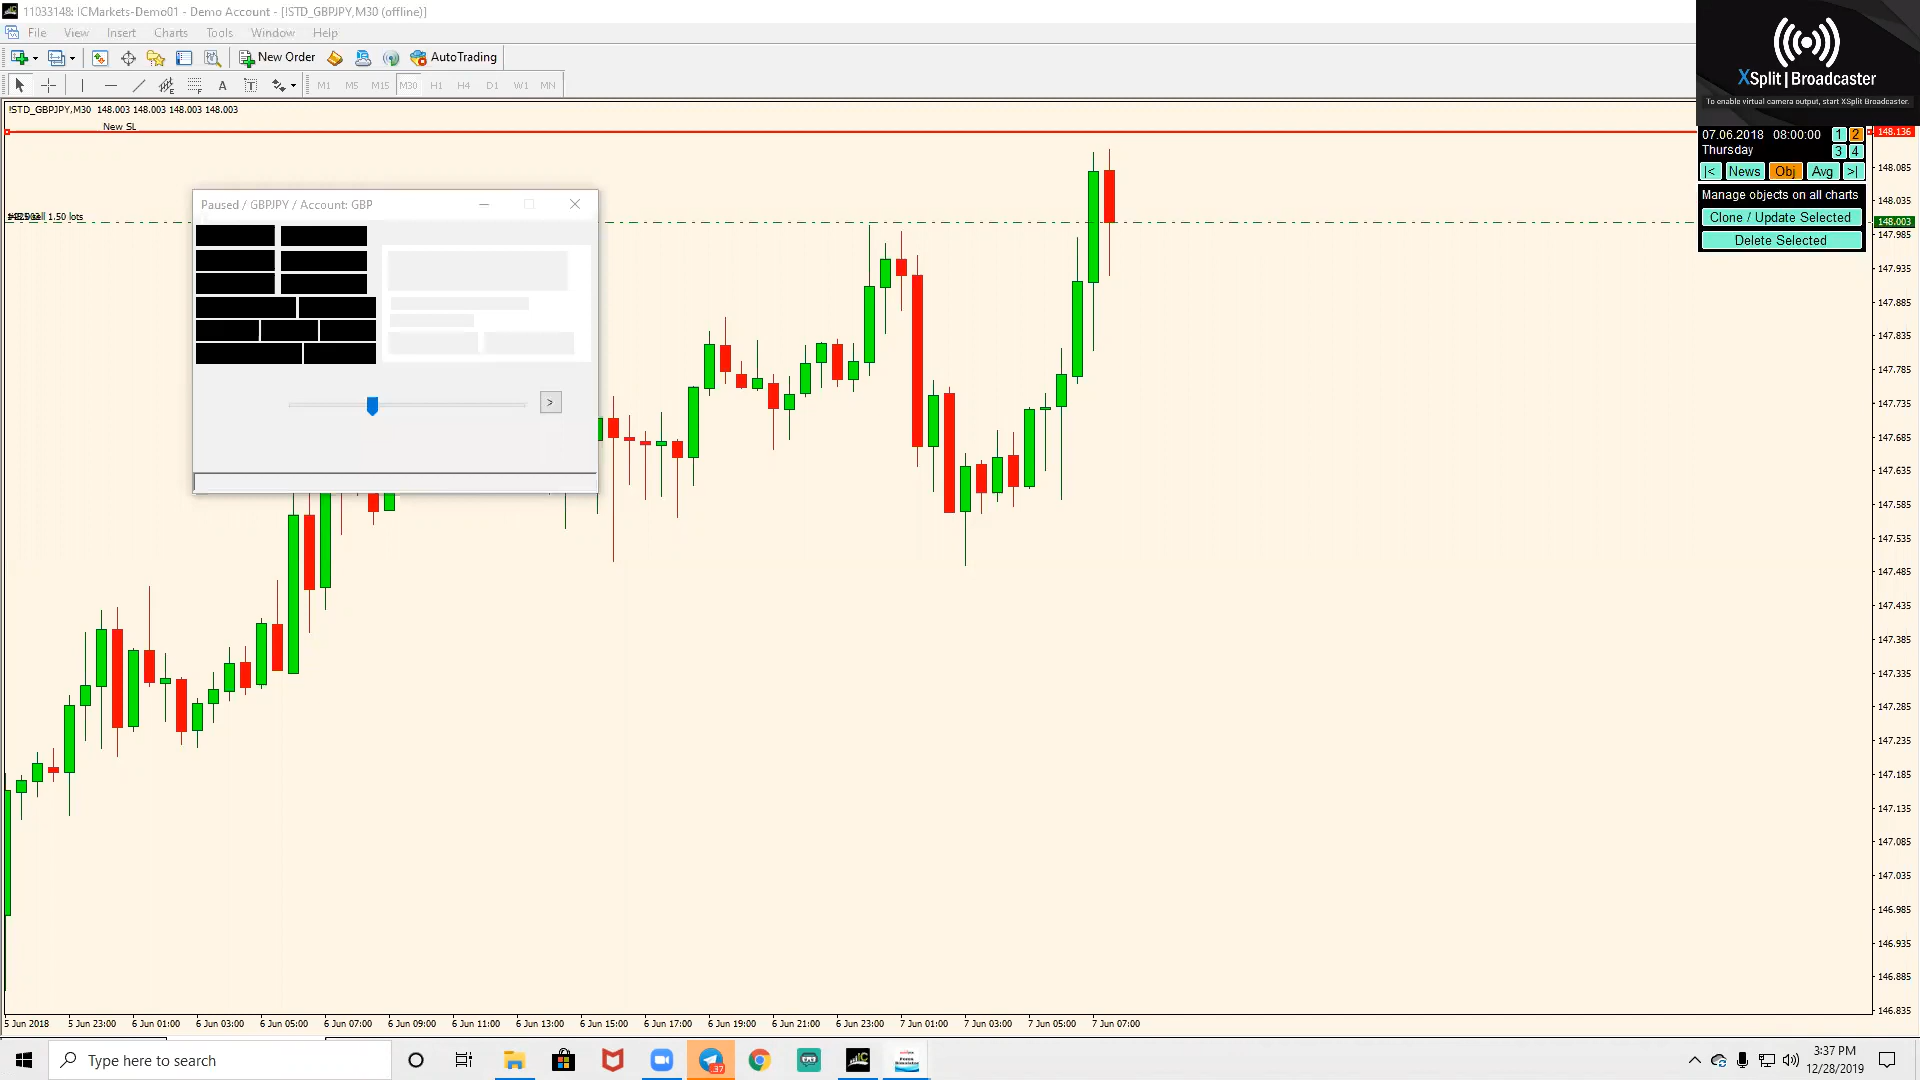 11033148: ICMarkets-Demo01 - Demo Account - [!STD_GBPJPY,M30 (offline)]
File View Insert Charts Tools Window Help
New Order AutoTrading
A T M1 M5 M15 M30 H1 H4 D1 W1 MN
XSplit|Broadcaster
To enable virtual camera output, start XSplit Broadcaster.
!STD_GBPJPY,M30 148.003 148.003 148.003 148.003
New SL
sell 1.50 lots
Paused / GBPJPY / Account: GBP
>
07.06.2018 08:00:00 1 2
Thursday 3 4
|< News Obj Avg >|
Manage objects on all charts
Clone / Update Selected
Delete Selected
148.136
148.085
148.035
148.003
147.985
147.935
147.885
147.835
147.785
147.735
147.685
147.635
147.585
147.535
147.485
147.435
147.385
147.335
147.285
147.235
147.185
147.135
147.085
147.035
146.985
146.935
146.885
146.835
5 Jun 2018 5 Jun 23:00 6 Jun 01:00 6 Jun 03:00 6 Jun 05:00 6 Jun 07:00 6 Jun 09:00 6 Jun 11:00 6 Jun 13:00 6 Jun 15:00 6 Jun 17:00 6 Jun 19:00 6 Jun 21:00 6 Jun 23:00 7 Jun 01:00 7 Jun 03:00 7 Jun 05:00 7 Jun 07:00
Type here to search
37
3:37 PM
12/28/2019